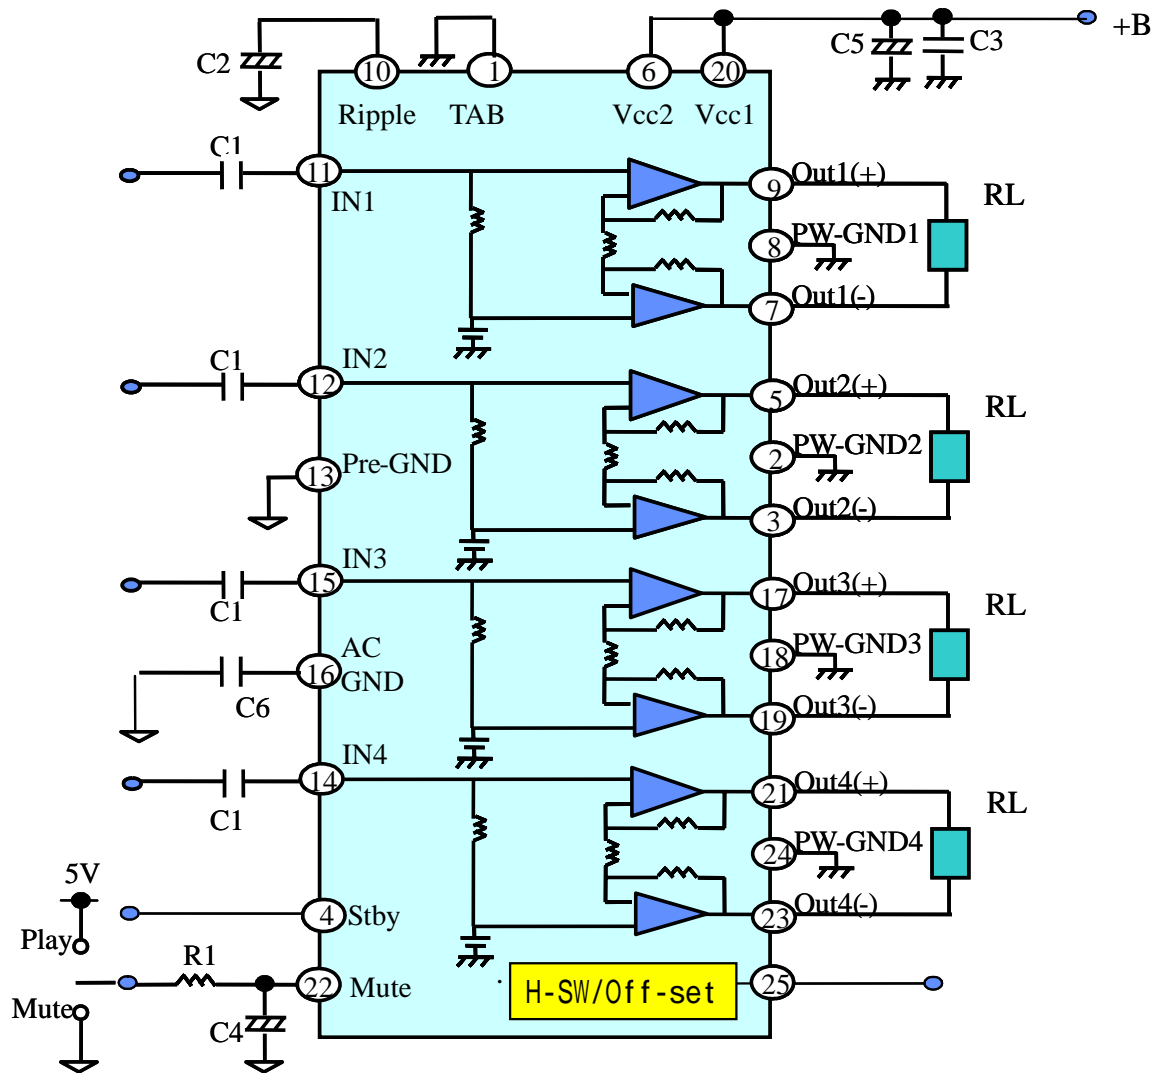 +B
C2
C5
C3
10
1
6
20
Ripple
TAB
Vcc2
Vcc1
C1
11
IN1
9
Out1(+)
RL
8
PW-GND1
7
Out1(-)
C1
IN2
12
5
Out2(+)
RL
13
Pre-GND
2
PW-GND2
3
Out2(-)
IN3
15
C1
17
Out3(+)
RL
AC
16
GND
C6
18
PW-GND3
19
Out3(-)
IN4
14
C1
21
Out4(+)
RL
24
PW-GND4
5V
4
Stby
23
Out4(-)
Play
R1
22
Mute
H-SW/Off-set
25
Mute
C4